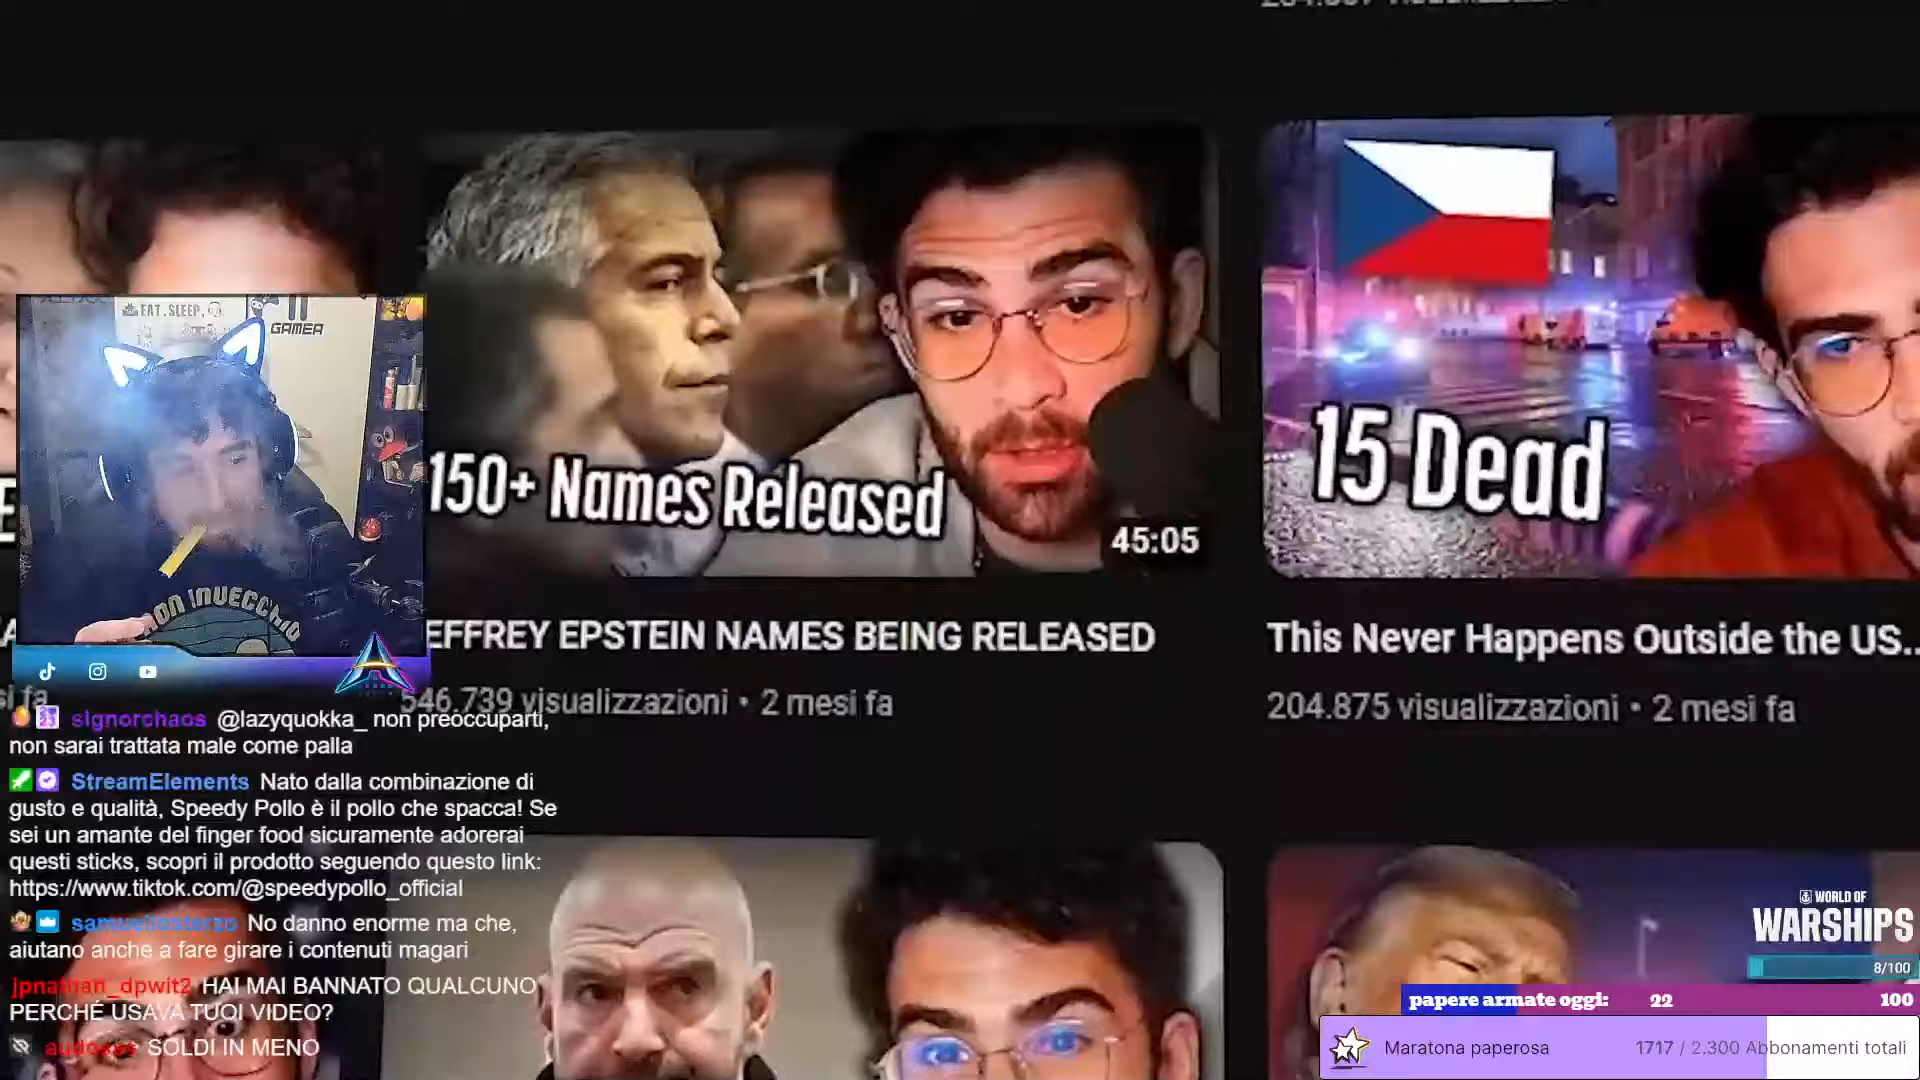 EAT.SLEEP,
GAMER
NON INVECCHIO
150+ Names Released
45:05
15 Dead
EFFREY EPSTEIN NAMES BEING RELEASED
546.739 visualizzazioni • 2 mesi fa
This Never Happens Outside the US...
204.875 visualizzazioni • 2 mesi fa
si fa
signorchaos @lazyquokka_ non preoccuparti,
non sarai trattata male come palla
StreamElements Nato dalla combinazione di
gusto e qualità, Speedy Pollo è il pollo che spacca! Se
sei un amante del finger food sicuramente adorerai
questi sticks, scopri il prodotto seguendo questo link:
https://www.tiktok.com/@speedypollo_official
samuellosterzo No danno enorme ma che,
aiutano anche a fare girare i contenuti magari
jpnathan_dpwit2 HAI MAI BANNATO QUALCUNO
PERCHÉ USAVA TUOI VIDEO?
SOLDI IN MENO
WORLD OF
WARSHIPS
8/100
papere armate oggi: 22 100
Maratona paperosa 1717 / 2.300 Abbonamenti totali